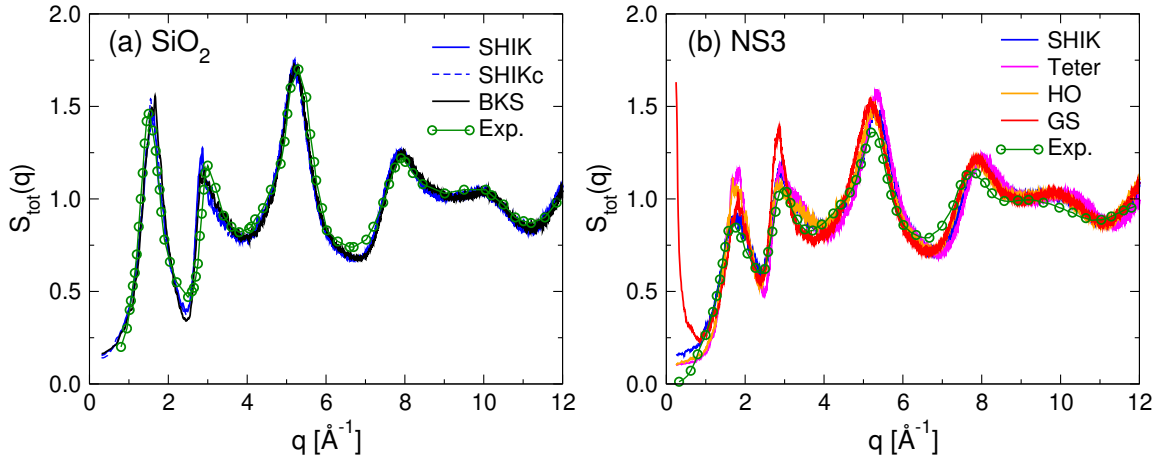 (a) SiO₂
SHIK
SHIKc
BKS
Exp.
S_tot(q)
2.0
1.5
1.0
0.5
0.0
0 2 4 6 8 10 12
q [Å⁻¹]
(b) NS3
SHIK
Teter
HO
GS
Exp.
S_tot(q)
2.0
1.5
1.0
0.5
0.0
0 2 4 6 8 10 12
q [Å⁻¹]